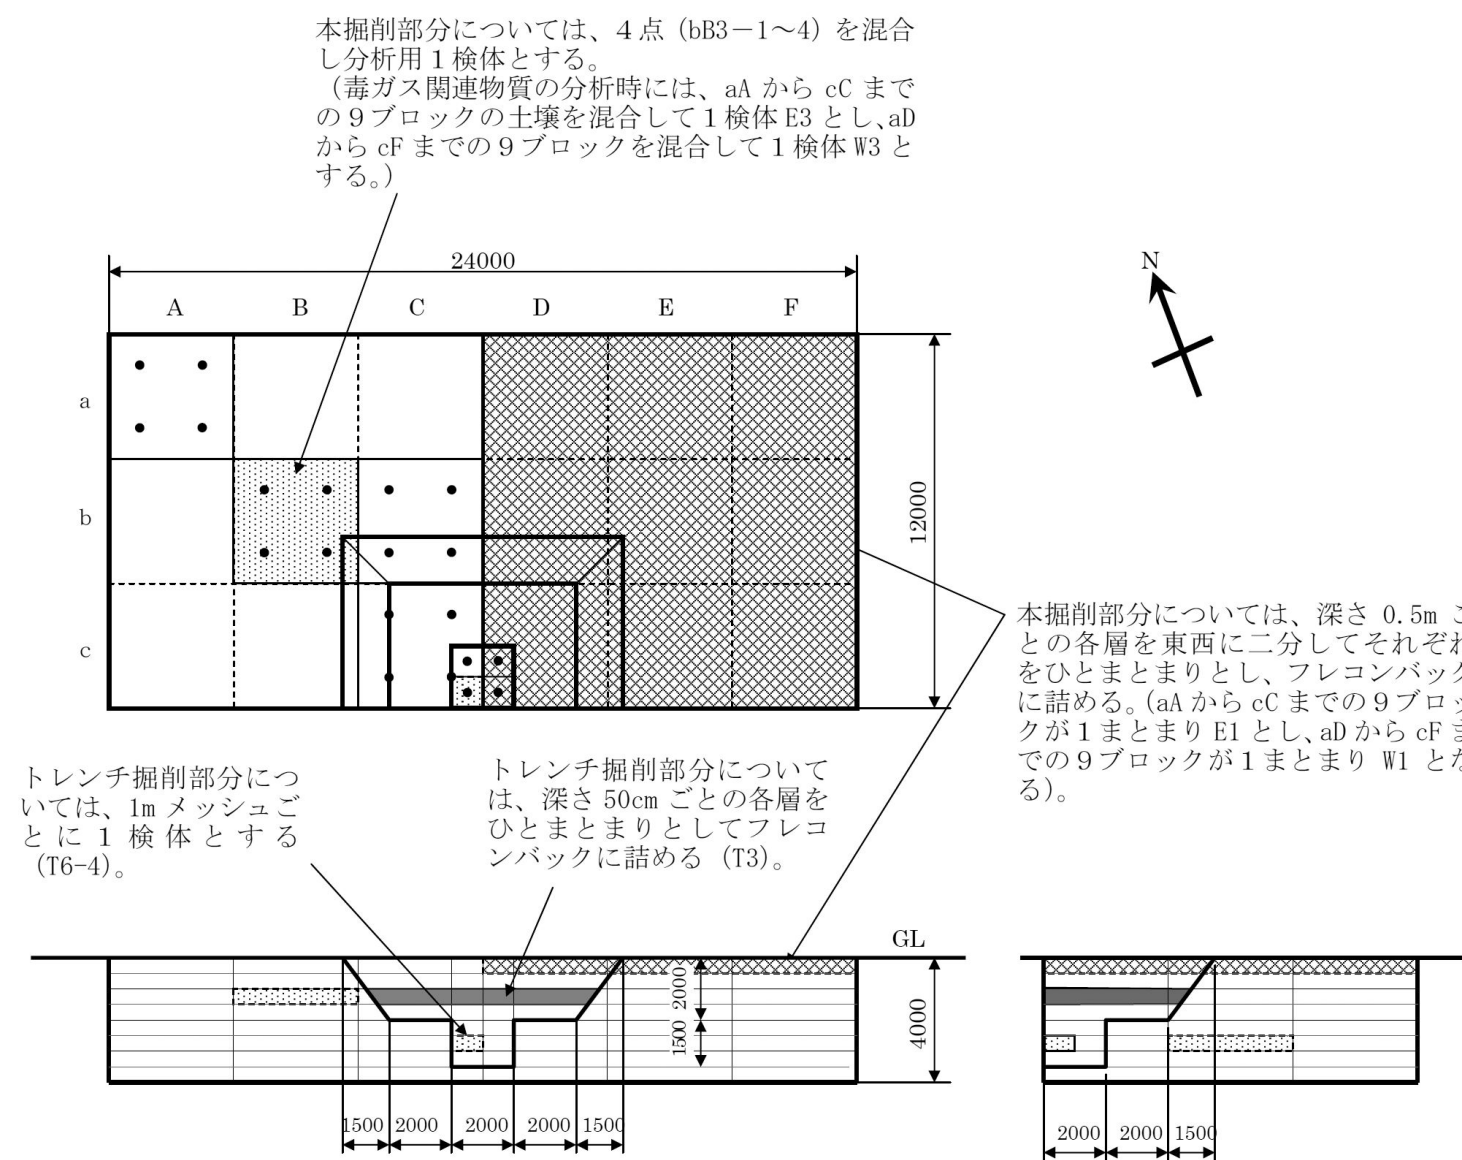 本掘削部分については、４点（bB3－1～4）を混合
し分析用１検体とする。
（毒ガス関連物質の分析時には、aA から cC まで
の９ブロックの土壌を混合して１検体 E3 とし、aD
から cF までの９ブロックを混合して１検体 W3 と
する。）
24000
N
A B C D E F
a
b
c
12000
本掘削部分については、深さ 0.5m ご
との各層を東西に二分してそれぞれ
をひとまとまりとし、フレコンバック
に詰める。（aA から cC までの９ブロッ
クが１まとまり E1 とし、aD から cF ま
での９ブロックが１まとまり W1 とな
る）。
トレンチ掘削部分につ
いては、1m メッシュご
とに１検体とする
（T6-4）。
トレンチ掘削部分について
は、深さ 50cm ごとの各層を
ひとまとまりとしてフレコ
ンバックに詰める（T3）。
GL
2000
1500
4000
1500 2000 2000 2000 1500
2000 2000 1500